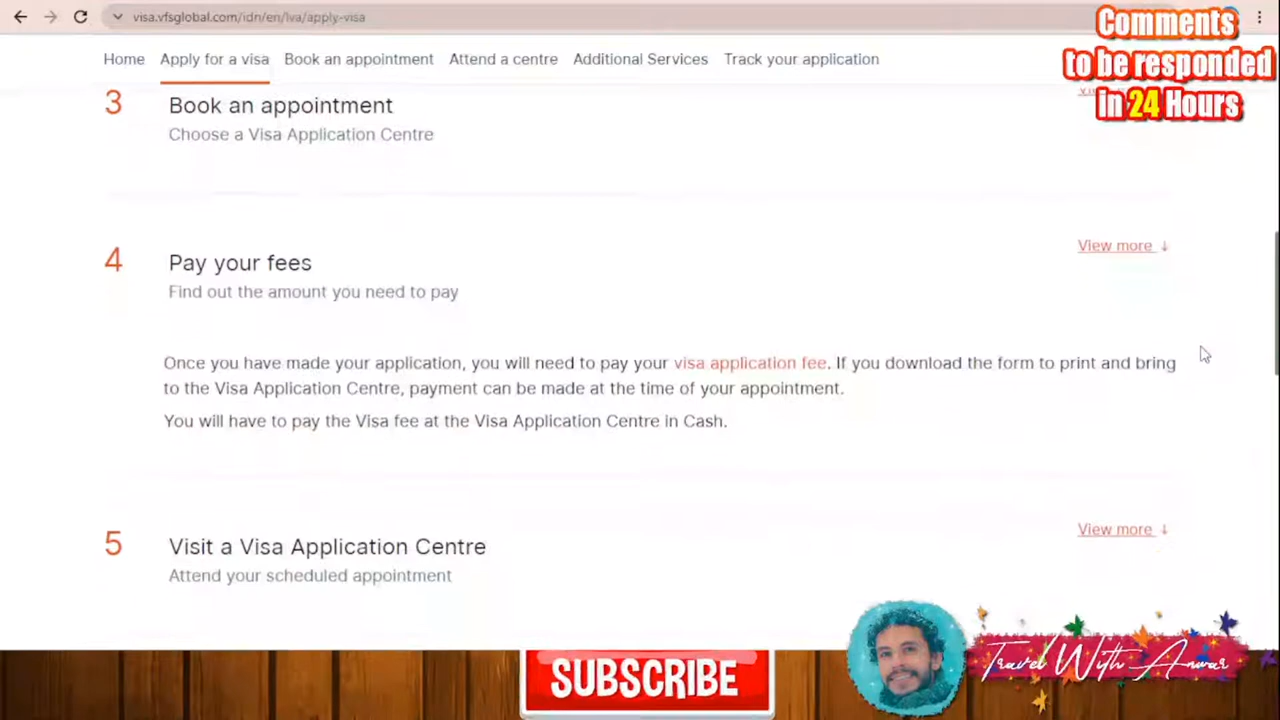 visa.vfsglobal.com/idn/en/lva/apply-visa
Comments
to be responded
in 24 Hours
Home Apply for a visa Book an appointment Attend a centre Additional Services Track your application
3 Book an appointment
Choose a Visa Application Centre
View more ↓
4 Pay your fees
Find out the amount you need to pay
Once you have made your application, you will need to pay your visa application fee. If you download the form to print and bring
to the Visa Application Centre, payment can be made at the time of your appointment.
You will have to pay the Visa fee at the Visa Application Centre in Cash.
View more ↓
5 Visit a Visa Application Centre
Attend your scheduled appointment
SUBSCRIBE
Travel With Anwar